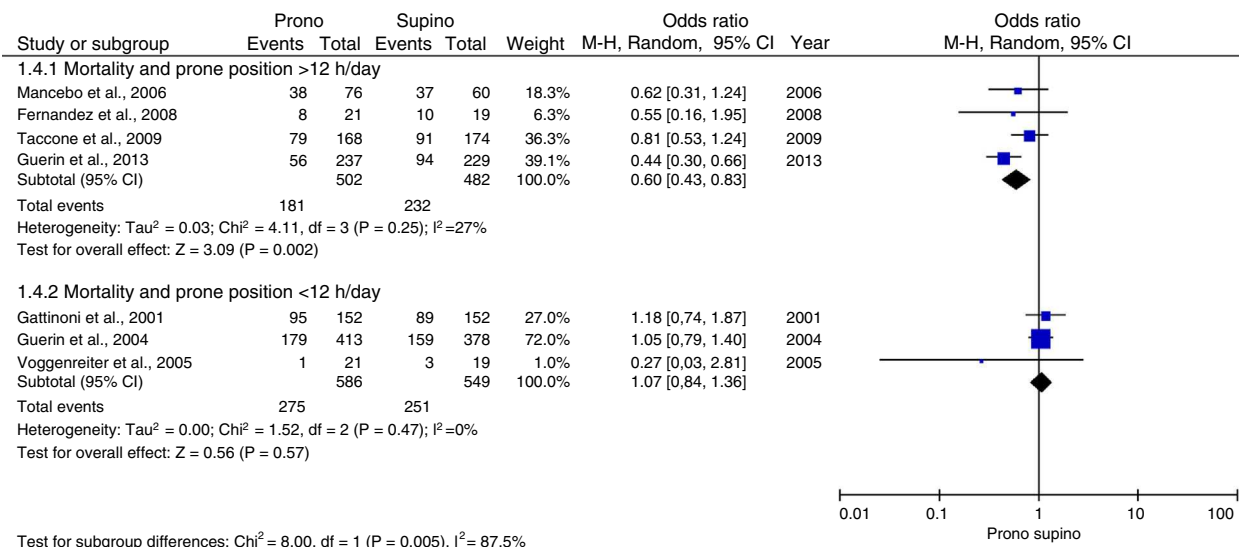 Prono Supino Odds ratio Odds ratio
Study or subgroup Events Total Events Total Weight M-H, Random, 95% CI Year M-H, Random, 95% CI
1.4.1 Mortality and prone position >12 h/day
Mancebo et al., 2006 38 76 37 60 18.3% 0.62 [0.31, 1.24] 2006
Fernandez et al., 2008 8 21 10 19 6.3% 0.55 [0.16, 1.95] 2008
Taccone et al., 2009 79 168 91 174 36.3% 0.81 [0.53, 1.24] 2009
Guerin et al., 2013 56 237 94 229 39.1% 0.44 [0.30, 0.66] 2013
Subtotal (95% CI) 502 482 100.0% 0.60 [0.43, 0.83]
Total events 181 232
Heterogeneity: Tau² = 0.03; Chi² = 4.11, df = 3 (P = 0.25); I² =27%
Test for overall effect: Z = 3.09 (P = 0.002)
1.4.2 Mortality and prone position <12 h/day
Gattinoni et al., 2001 95 152 89 152 27.0% 1.18 [0,74, 1.87] 2001
Guerin et al., 2004 179 413 159 378 72.0% 1.05 [0,79, 1.40] 2004
Voggenreiter et al., 2005 1 21 3 19 1.0% 0.27 [0,03, 2.81] 2005
Subtotal (95% CI) 586 549 100.0% 1.07 [0,84, 1.36]
Total events 275 251
Heterogeneity: Tau² = 0.00; Chi² = 1.52, df = 2 (P = 0.47); I² =0%
Test for overall effect: Z = 0.56 (P = 0.57)
0.01 0.1 1 10 100
Prono supino
Test for subgroup differences: Chi² = 8.00, df = 1 (P = 0.005), I² = 87.5%